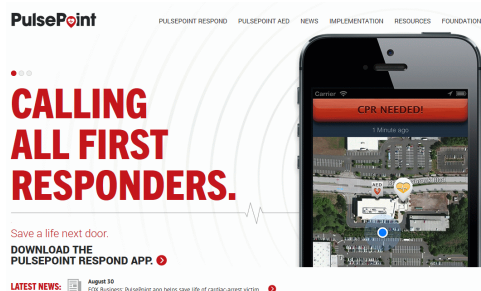 PulsePoint
PULSEPOINT RESPOND PULSEPOINT AED NEWS IMPLEMENTATION RESOURCES FOUNDATION
CALLING
ALL FIRST
RESPONDERS.
Save a life next door.
DOWNLOAD THE
PULSEPOINT RESPOND APP.
LATEST NEWS:
August 30
FOX Business: PulsePoint app helps save life of cardiac-arrest victim
Carrier
CPR NEEDED!
1 Minute ago
AED